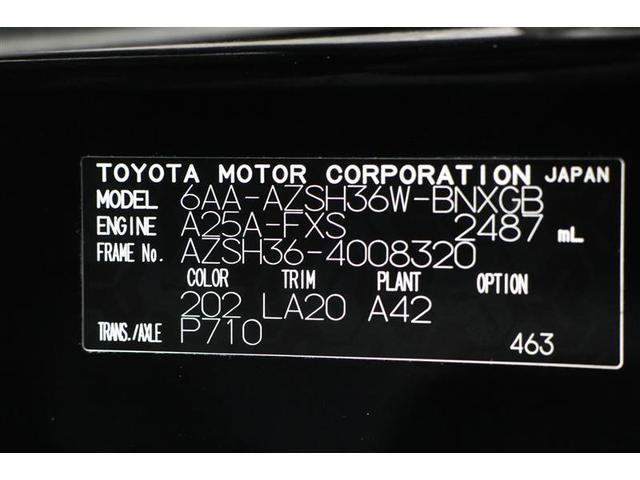 TOYOTA MOTOR CORPORATION JAPAN
MODEL 6AA-AZSH36W-BNXGB
ENGINE A25A-FXS 2487 mL
FRAME No. AZSH36-4008320
COLOR TRIM PLANT OPTION
202 LA20 A42
TRANS./AXLE P710
463